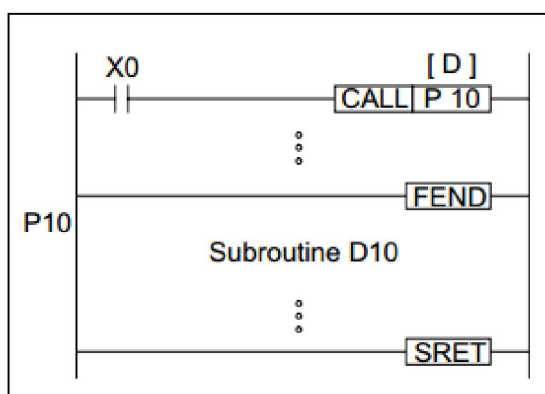 X0 [ D ]
CALL P 10
FEND
P10
Subroutine D10
SRET